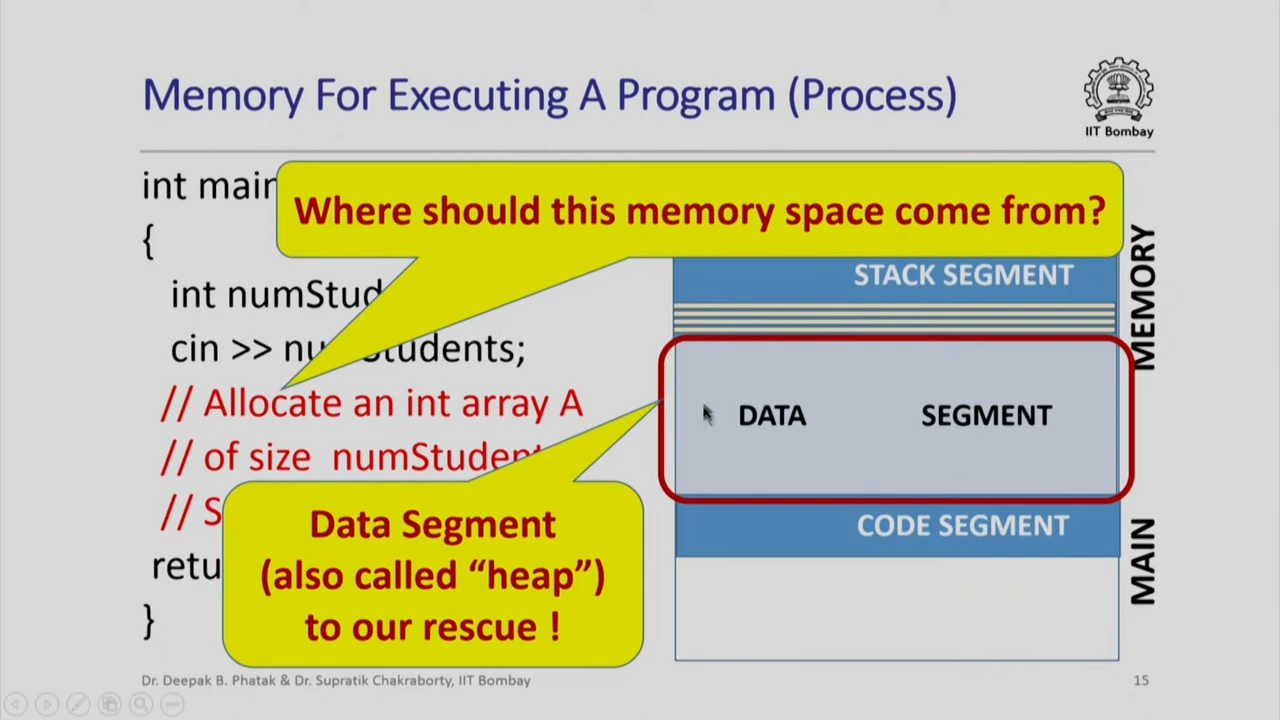 Memory For Executing A Program (Process)
IIT Bombay
int main
Where should this memory space come from?
{
int numStud
cin >> nu Students;
// Allocate an int array A
// of size numStudent
// S
Data Segment
(also called “heap”)
to our rescue !
retu
}
STACK SEGMENT
DATA SEGMENT
CODE SEGMENT
MAIN MEMORY
Dr. Deepak B. Phatak & Dr. Supratik Chakraborty, IIT Bombay
15